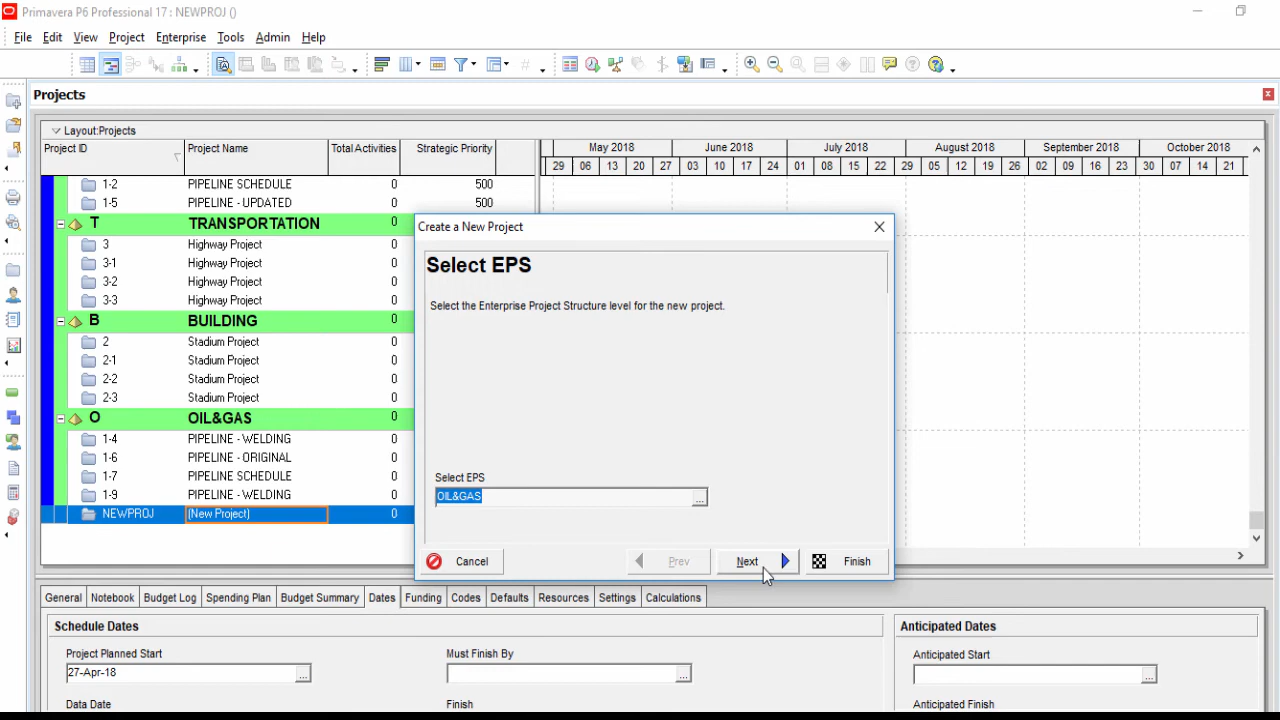 Primavera P6 Professional 17 : NEWPROJ ()
File Edit View Project Enterprise Tools Admin Help
Projects
Layout:Projects
Project ID Project Name Total Activities Strategic Priority
May 2018 June 2018 July 2018 August 2018 September 2018 October 2018
29 06 13 20 27 03 10 17 24 01 08 15 22 29 05 12 19 26 02 09 16 23 30 07 14 21
1-2 PIPELINE SCHEDULE 0 500
1-5 PIPELINE - UPDATED 0 500
T TRANSPORTATION 0
3 Highway Project 0
3-1 Highway Project 0
3-2 Highway Project 0
3-3 Highway Project 0
B BUILDING 0
2 Stadium Project 0
2-1 Stadium Project 0
2-2 Stadium Project 0
2-3 Stadium Project 0
O OIL&GAS 0
1-4 PIPELINE - WELDING 0
1-6 PIPELINE - ORIGINAL 0
1-7 PIPELINE SCHEDULE 0
1-9 PIPELINE - WELDING 0
NEWPROJ (New Project) 0
Create a New Project
Select EPS
Select the Enterprise Project Structure level for the new project.
Select EPS
OIL&GAS
...
Cancel Prev Next Finish
General Notebook Budget Log Spending Plan Budget Summary Dates Funding Codes Defaults Resources Settings Calculations
Schedule Dates Anticipated Dates
Project Planned Start Must Finish By Anticipated Start
27-Apr-18 ... ... ...
Data Date Finish Anticipated Finish